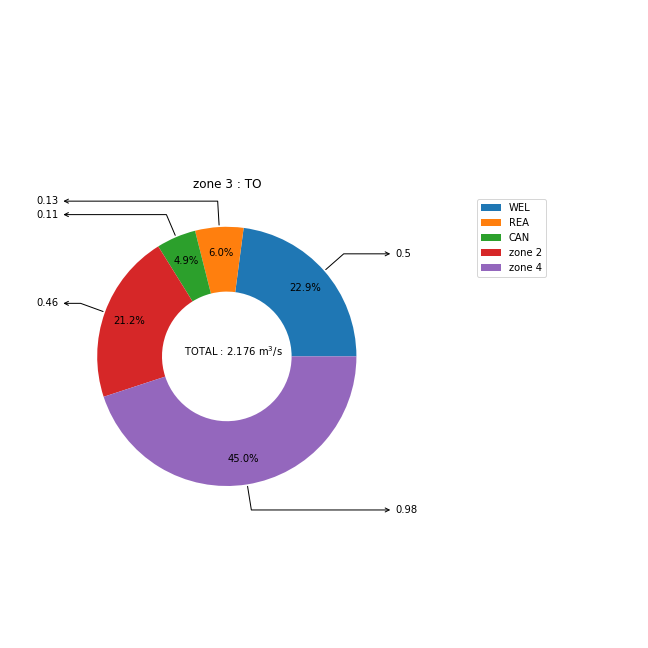 zone 3 : TO
0.13
0.11
0.5
0.46
0.98
6.0%
4.9%
22.9%
21.2%
45.0%
TOTAL : 2.176 m³/s
WEL
REA
CAN
zone 2
zone 4